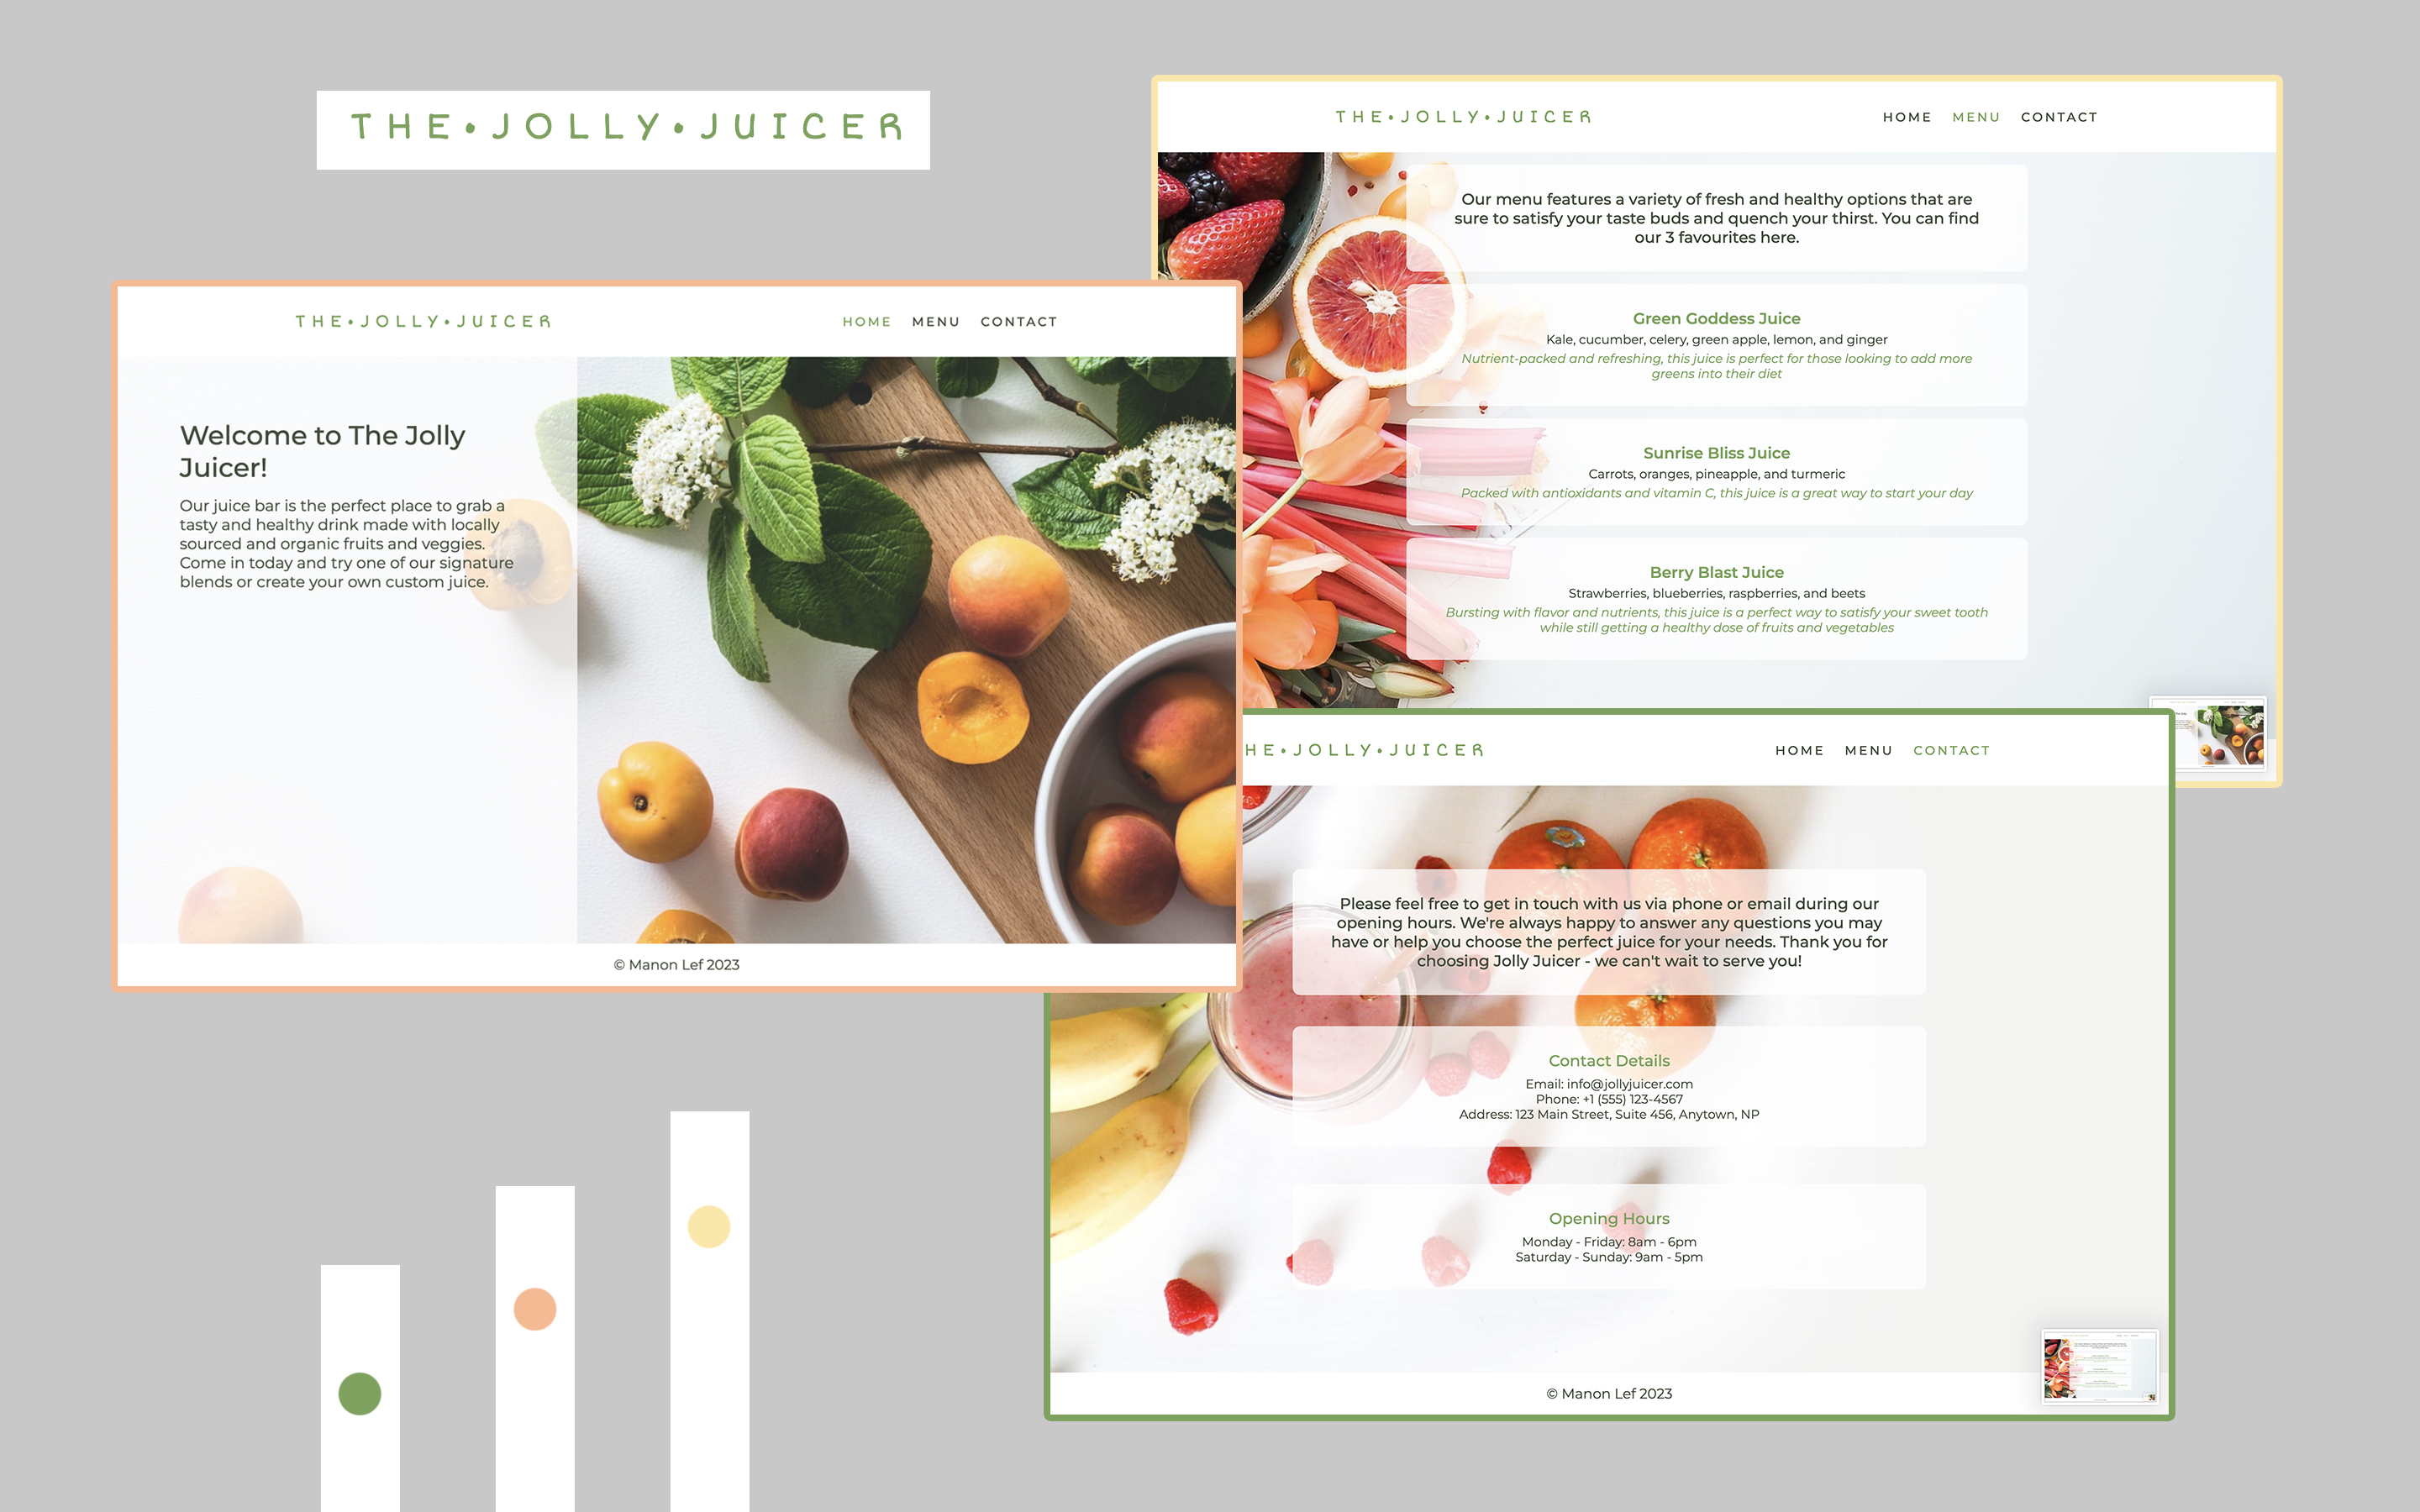 THE•JOLLY•JUICER
THE•JOLLY•JUICER
HOME MENU CONTACT
Our menu features a variety of fresh and healthy options that are
sure to satisfy your taste buds and quench your thirst. You can find
our 3 favourites here.
Green Goddess Juice
Kale, cucumber, celery, green apple, lemon, and ginger
Nutrient-packed and refreshing, this juice is perfect for those looking to add more
greens into their diet
Sunrise Bliss Juice
Carrots, oranges, pineapple, and turmeric
Packed with antioxidants and vitamin C, this juice is a great way to start your day
Berry Blast Juice
Strawberries, blueberries, raspberries, and beets
Bursting with flavor and nutrients, this juice is a perfect way to satisfy your sweet tooth
while still getting a healthy dose of fruits and vegetables
THE•JOLLY•JUICER
HOME MENU CONTACT
Welcome to The Jolly
Juicer!
Our juice bar is the perfect place to grab a
tasty and healthy drink made with locally
sourced and organic fruits and veggies.
Come in today and try one of our signature
blends or create your own custom juice.
© Manon Lef 2023
HE•JOLLY•JUICER
HOME MENU CONTACT
Please feel free to get in touch with us via phone or email during our
opening hours. We're always happy to answer any questions you may
have or help you choose the perfect juice for your needs. Thank you for
choosing Jolly Juicer - we can't wait to serve you!
Contact Details
Email: info@jollyjuicer.com
Phone: +1 (555) 123-4567
Address: 123 Main Street, Suite 456, Anytown, NP
Opening Hours
Monday - Friday: 8am - 6pm
Saturday - Sunday: 9am - 5pm
© Manon Lef 2023